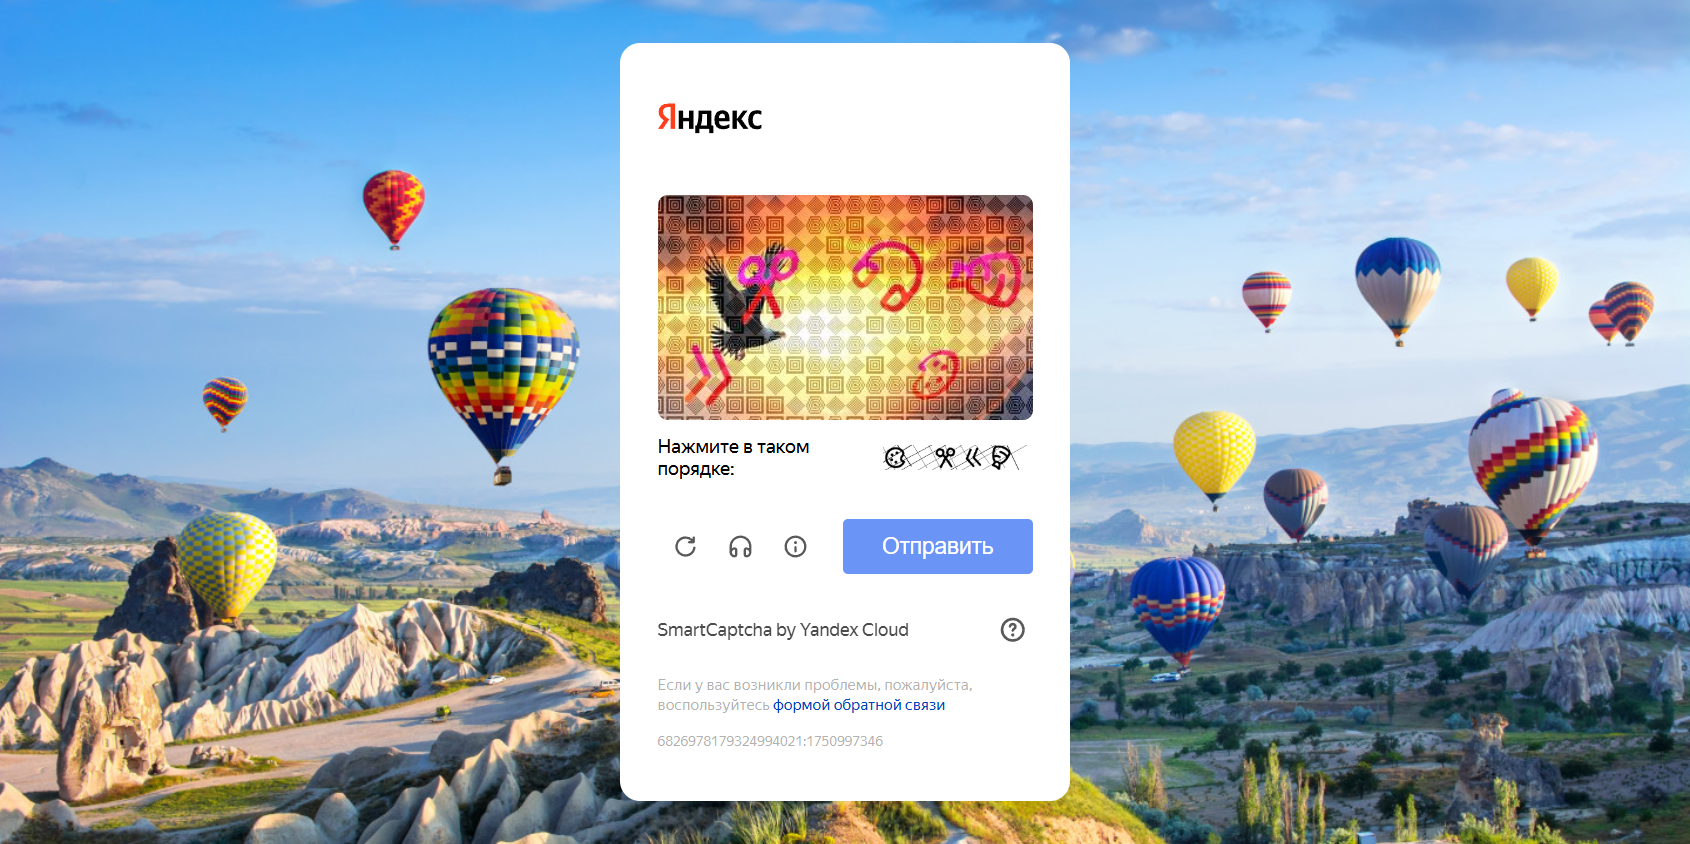 Яндекс
Нажмите в таком
порядке:
Отправить
SmartCaptcha by Yandex Cloud
Если у вас возникли проблемы, пожалуйста,
воспользуйтесь формой обратной связи
6826978179324994021:1750997346